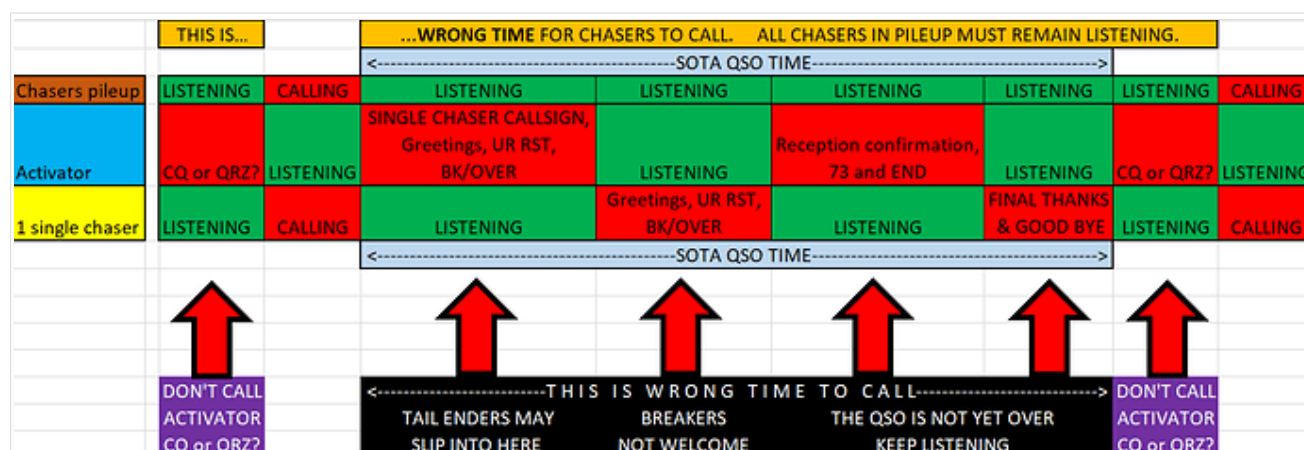 THIS IS...
...WRONG TIME FOR CHASERS TO CALL. ALL CHASERS IN PILEUP MUST REMAIN LISTENING.
<---------------------------------------SOTA QSO TIME-------------------------------------->
Chasers pileup LISTENING CALLING LISTENING LISTENING LISTENING LISTENING LISTENING CALLING
SINGLE CHASER CALLSIGN,
Greetings, UR RST,
BK/OVER
Reception confirmation,
73 and END
Activator CQ or QRZ? LISTENING LISTENING LISTENING CQ or QRZ? LISTENING
Greetings, UR RST,
BK/OVER
FINAL THANKS
& GOOD BYE
1 single chaser LISTENING CALLING LISTENING LISTENING LISTENING CALLING
<---------------------------------------SOTA QSO TIME-------------------------------------->
DON'T CALL
ACTIVATOR
CQ or QRZ?
<----------------------THIS IS WRONG TIME TO CALL------------------------>
TAIL ENDERS MAY
SLIP INTO HERE
BREAKERS
NOT WELCOME
THE QSO IS NOT YET OVER
KEEP LISTENING
DON'T CALL
ACTIVATOR
CQ or QRZ?